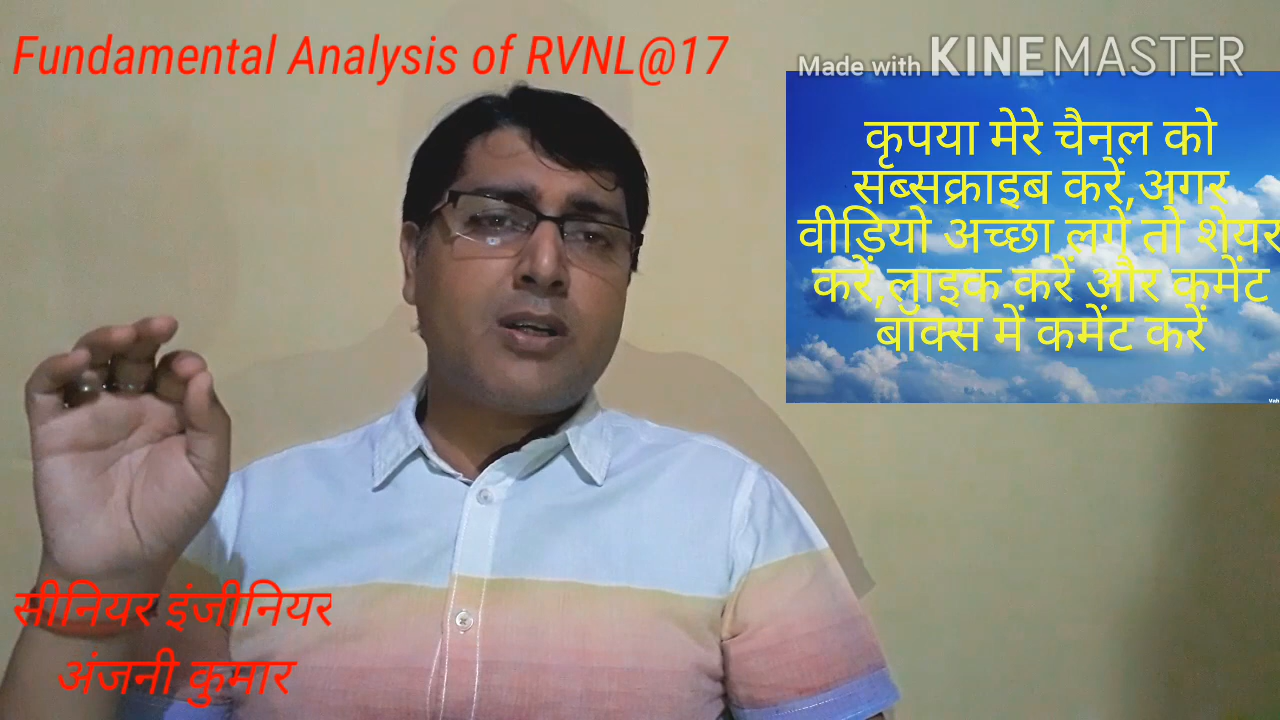 Fundamental Analysis of RVNL@17
Made with KINEMASTER
कृपया मेरे चैनल को
सब्सक्राइब करें,अगर
वीडियो अच्छा लगे तो शेयर
करें,लाइक करें और कमेंट
बॉक्स में कमेंट करें
सीनियर इंजीनियर
अंजनी कुमार